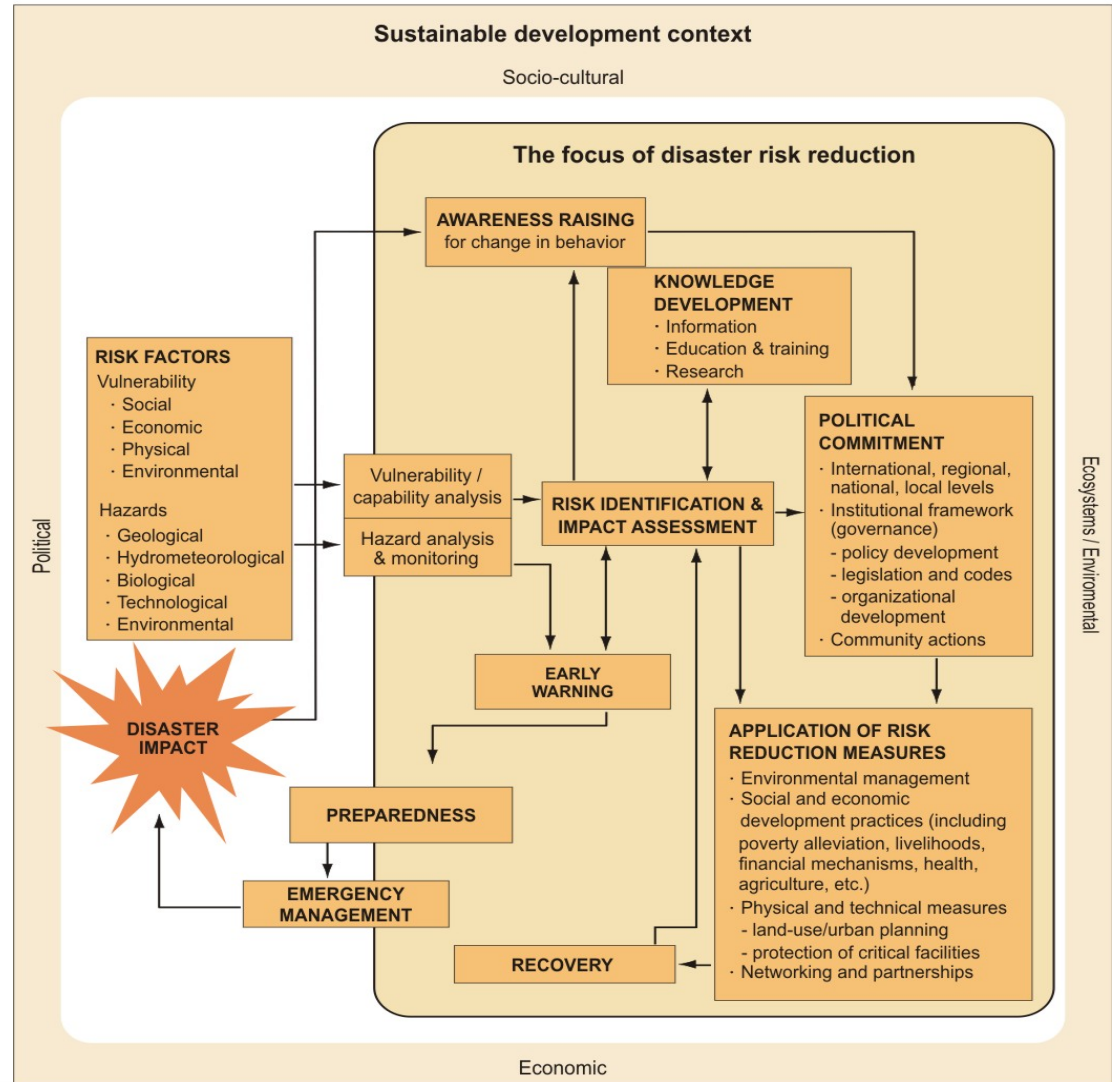 Sustainable development context
Socio-cultural
The focus of disaster risk reduction
AWARENESS RAISING
for change in behavior
KNOWLEDGE
DEVELOPMENT
· Information
· Education & training
· Research
RISK FACTORS
Vulnerability
· Social
· Economic
· Physical
· Environmental
Hazards
· Geological
· Hydrometeorological
· Biological
· Technological
· Environmental
Vulnerability /
capability analysis
Hazard analysis
& monitoring
RISK IDENTIFICATION &
IMPACT ASSESSMENT
POLITICAL
COMMITMENT
· International, regional,
national, local levels
· Institutional framework
(governance)
- policy development
- legislation and codes
- organizational
development
· Community actions
Political
Ecosystems / Enviromental
EARLY
WARNING
DISASTER
IMPACT
APPLICATION OF RISK
REDUCTION MEASURES
· Environmental management
· Social and economic
development practices (including
poverty alleviation, livelihoods,
financial mechanisms, health,
agriculture, etc.)
· Physical and technical measures
- land-use/urban planning
- protection of critical facilities
· Networking and partnerships
PREPAREDNESS
EMERGENCY
MANAGEMENT
RECOVERY
Economic